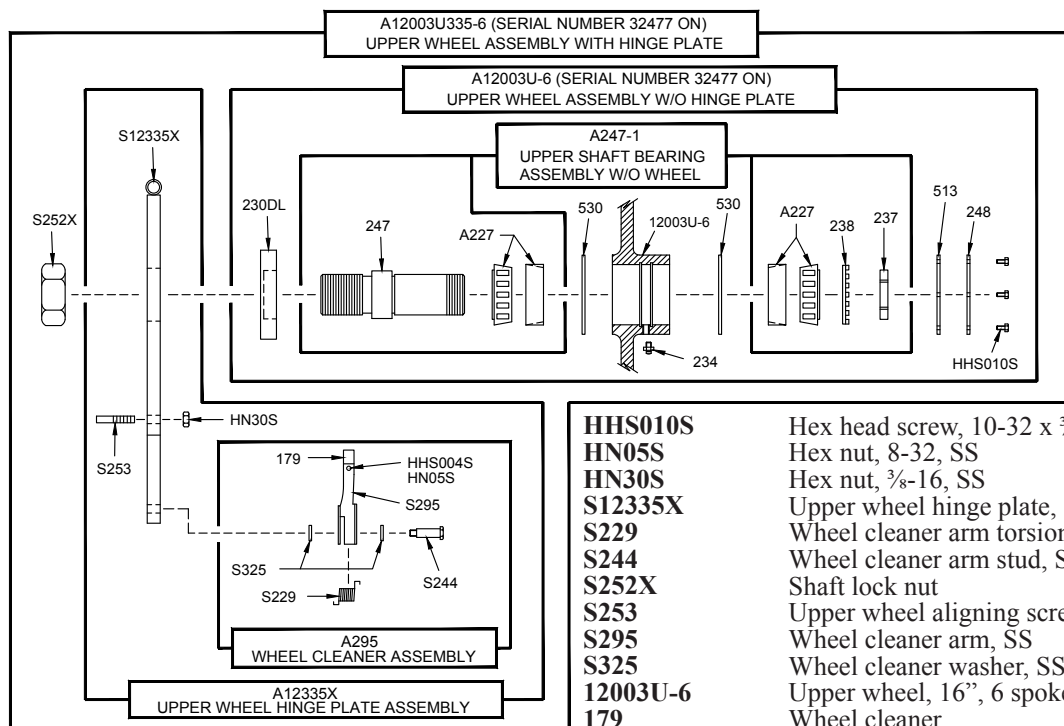 A12003U335-6 (SERIAL NUMBER 32477 ON)
UPPER WHEEL ASSEMBLY WITH HINGE PLATE
A12003U-6 (SERIAL NUMBER 32477 ON)
UPPER WHEEL ASSEMBLY W/O HINGE PLATE
A247-1
UPPER SHAFT BEARING
ASSEMBLY W/O WHEEL
S12335X
S252X
230DL
247
A227
530
12003U-6
530
A227
238
237
513
248
234
HHS010S
HN30S
S253
179
HHS004S
HN05S
S295
S325
S244
S229
A295
WHEEL CLEANER ASSEMBLY
A12335X
UPPER WHEEL HINGE PLATE ASSEMBLY
HHS010S Hex head screw, 10-32 x
HN05S Hex nut, 8-32, SS
HN30S Hex nut, ⅜-16, SS
S12335X Upper wheel hinge plate,
S229 Wheel cleaner arm torsion
S244 Wheel cleaner arm stud, S
S252X Shaft lock nut
S253 Upper wheel aligning scre
S295 Wheel cleaner arm, SS
S325 Wheel cleaner washer, SS
12003U-6 Upper wheel, 16”, 6 spoke
179 Wheel cleaner